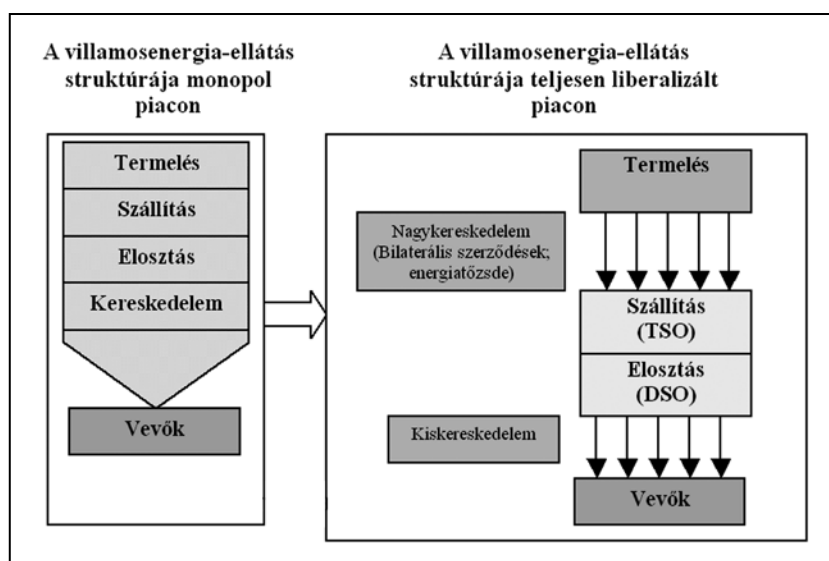 A villamosenergia-ellátás
struktúrája monopol
piacon
Termelés
Szállítás
Elosztás
Kereskedelem
Vevők
A villamosenergia-ellátás
struktúrája teljesen liberalizált
piacon
Termelés
Nagykereskedelem
(Bilaterális szerződések;
energiatőzsde)
Szállítás
(TSO)
Elosztás
(DSO)
Kiskereskedelem
Vevők